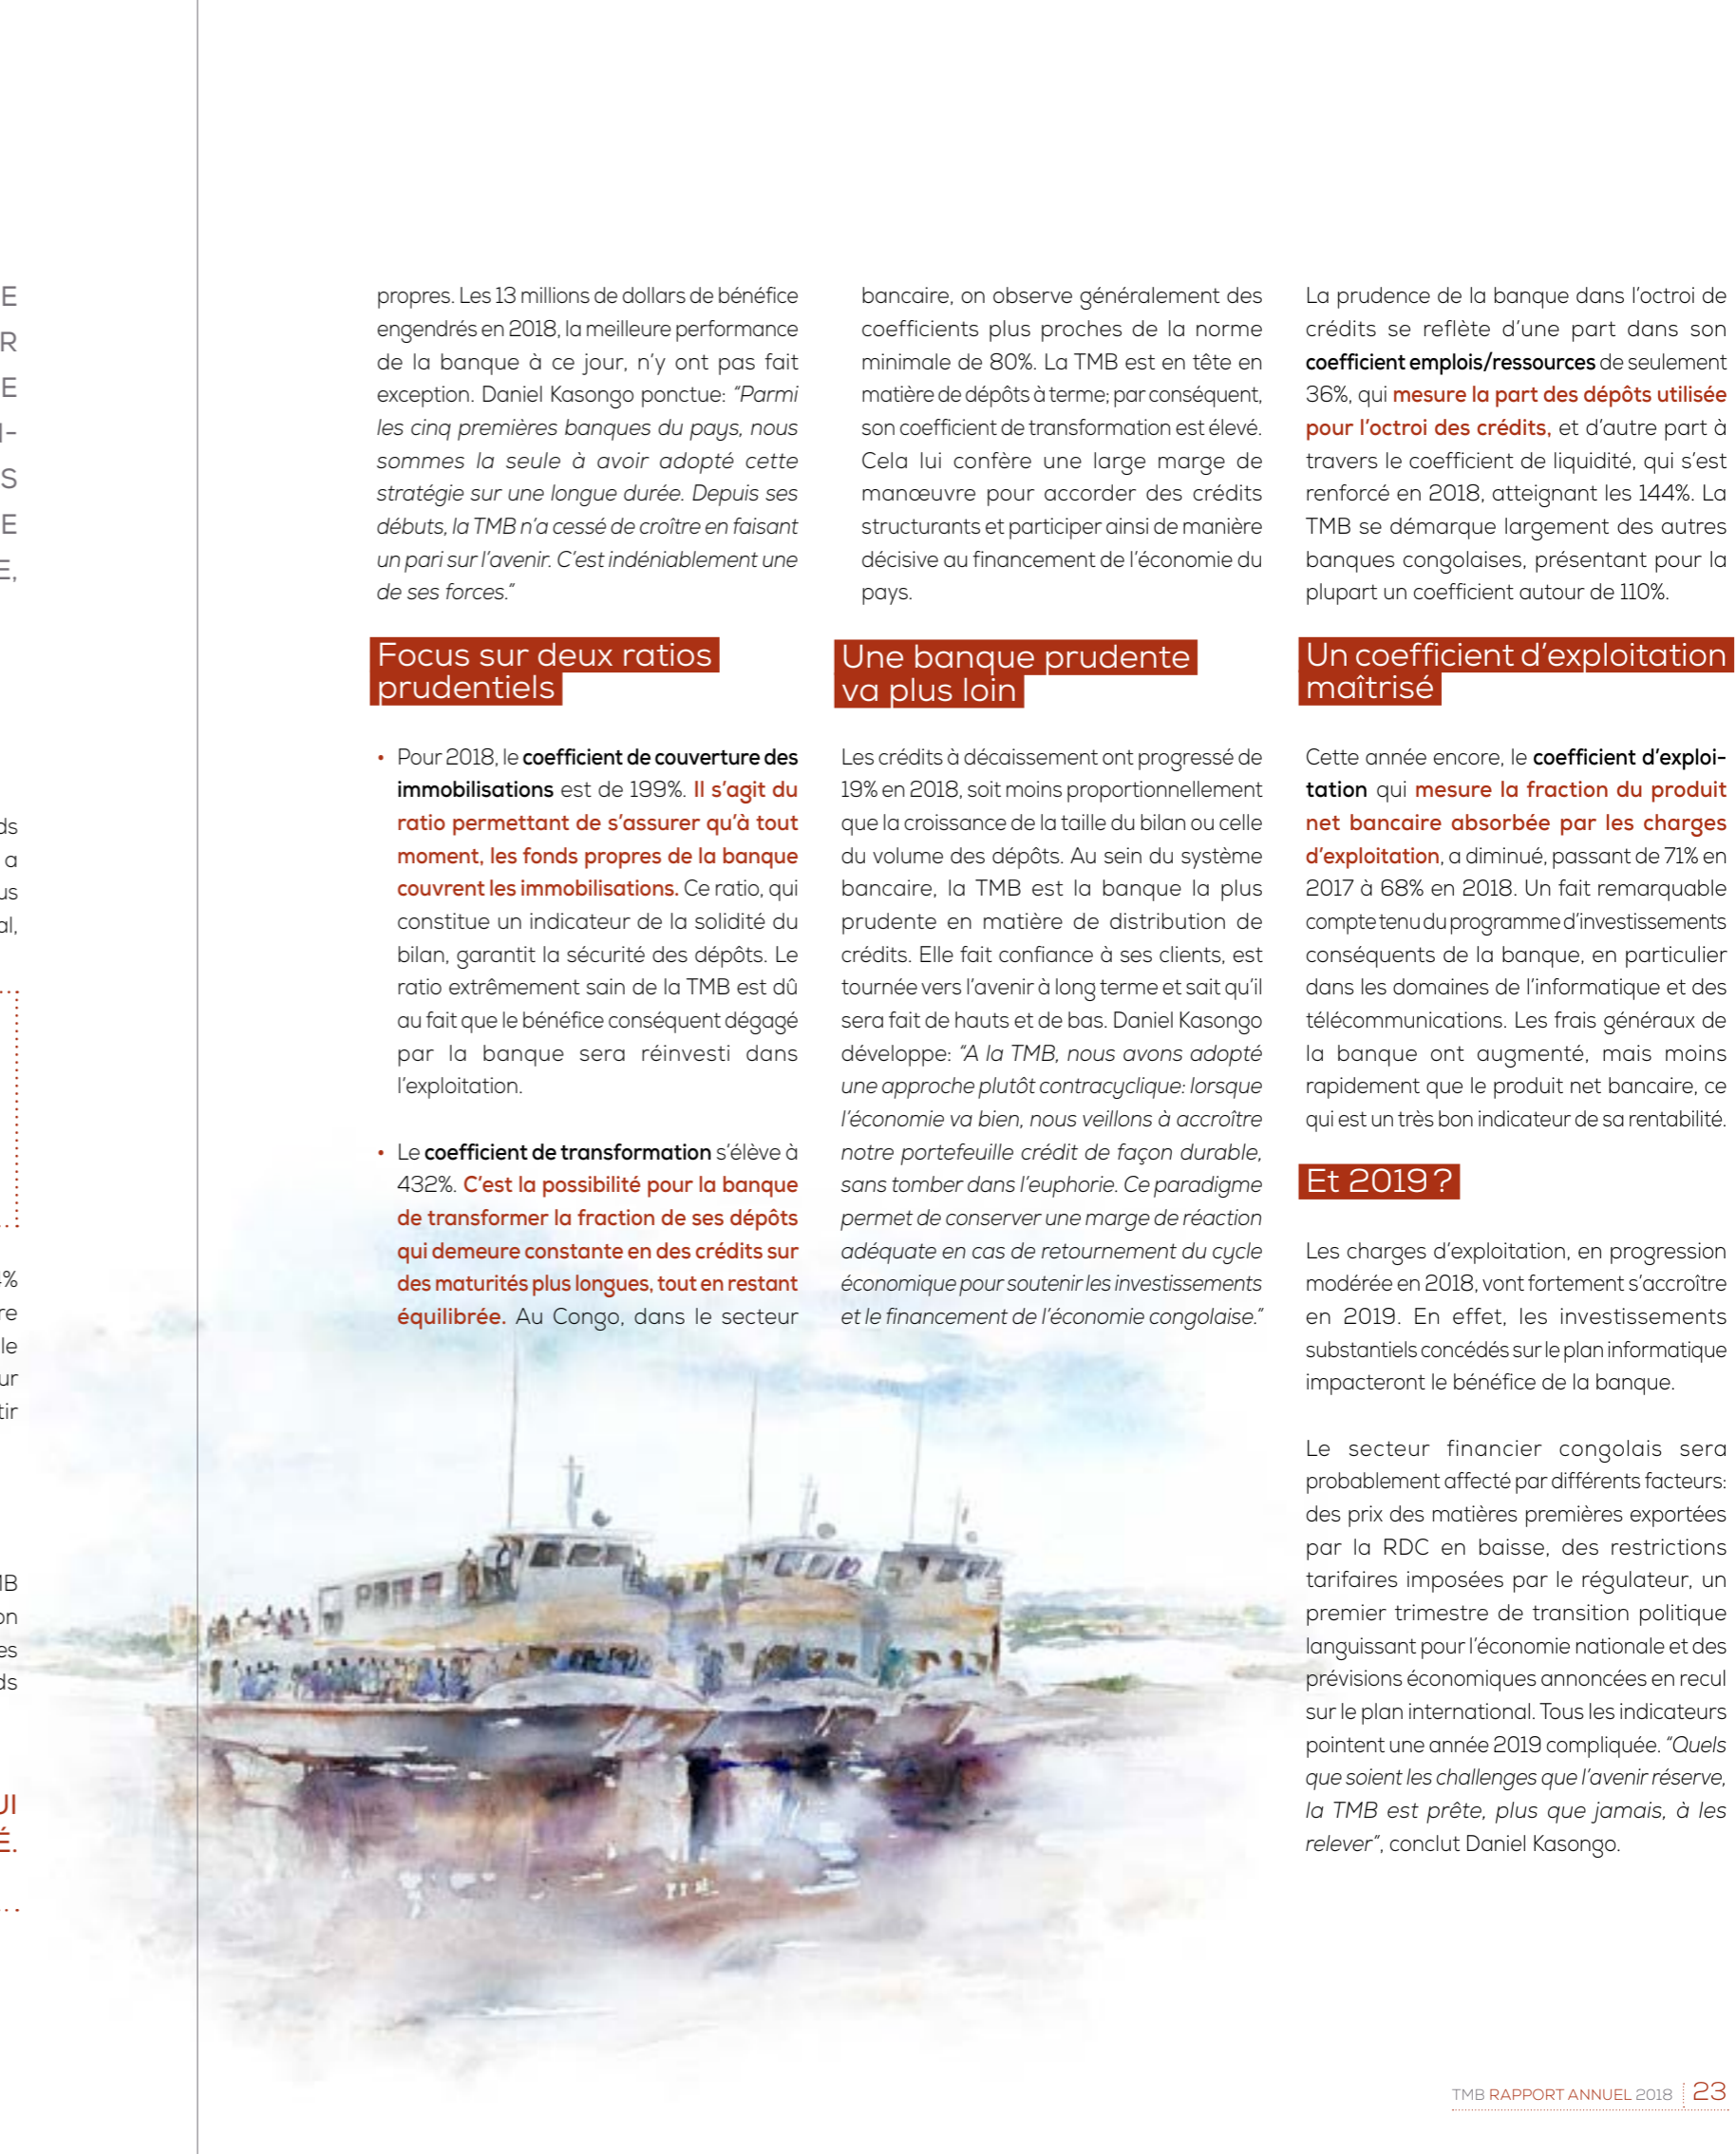 E
R
E
I-
S
E
E,
ds
a
us
al,
%
re
le
ur
tir
MB
on
es
ds
UI
É.
propres. Les 13 millions de dollars de bénéfice
engendrés en 2018, la meilleure performance
de la banque à ce jour, n'y ont pas fait
exception. Daniel Kasongo ponctue: "Parmi
les cinq premières banques du pays, nous
sommes la seule à avoir adopté cette
stratégie sur une longue durée. Depuis ses
débuts, la TMB n'a cessé de croître en faisant
un pari sur l'avenir. C'est indéniablement une
de ses forces."
Focus sur deux ratios
prudentiels
• Pour 2018, le coefficient de couverture des
immobilisations est de 199%. Il s'agit du
ratio permettant de s'assurer qu'à tout
moment, les fonds propres de la banque
couvrent les immobilisations. Ce ratio, qui
constitue un indicateur de la solidité du
bilan, garantit la sécurité des dépôts. Le
ratio extrêmement sain de la TMB est dû
au fait que le bénéfice conséquent dégagé
par la banque sera réinvesti dans
l'exploitation.
• Le coefficient de transformation s'élève à
432%. C'est la possibilité pour la banque
de transformer la fraction de ses dépôts
qui demeure constante en des crédits sur
des maturités plus longues, tout en restant
équilibrée. Au Congo, dans le secteur
bancaire, on observe généralement des
coefficients plus proches de la norme
minimale de 80%. La TMB est en tête en
matière de dépôts à terme; par conséquent,
son coefficient de transformation est élevé.
Cela lui confère une large marge de
manœuvre pour accorder des crédits
structurants et participer ainsi de manière
décisive au financement de l'économie du
pays.
Une banque prudente
va plus loin
Les crédits à décaissement ont progressé de
19% en 2018, soit moins proportionnellement
que la croissance de la taille du bilan ou celle
du volume des dépôts. Au sein du système
bancaire, la TMB est la banque la plus
prudente en matière de distribution de
crédits. Elle fait confiance à ses clients, est
tournée vers l'avenir à long terme et sait qu'il
sera fait de hauts et de bas. Daniel Kasongo
développe: "A la TMB, nous avons adopté
une approche plutôt contracyclique: lorsque
l'économie va bien, nous veillons à accroître
notre portefeuille crédit de façon durable,
sans tomber dans l'euphorie. Ce paradigme
permet de conserver une marge de réaction
adéquate en cas de retournement du cycle
économique pour soutenir les investissements
et le financement de l'économie congolaise."
La prudence de la banque dans l'octroi de
crédits se reflète d'une part dans son
coefficient emplois/ressources de seulement
36%, qui mesure la part des dépôts utilisée
pour l'octroi des crédits, et d'autre part à
travers le coefficient de liquidité, qui s'est
renforcé en 2018, atteignant les 144%. La
TMB se démarque largement des autres
banques congolaises, présentant pour la
plupart un coefficient autour de 110%.
Un coefficient d'exploitation
maîtrisé
Cette année encore, le coefficient d'exploi-
tation qui mesure la fraction du produit
net bancaire absorbée par les charges
d'exploitation, a diminué, passant de 71% en
2017 à 68% en 2018. Un fait remarquable
compte tenu du programme d'investissements
conséquents de la banque, en particulier
dans les domaines de l'informatique et des
télécommunications. Les frais généraux de
la banque ont augmenté, mais moins
rapidement que le produit net bancaire, ce
qui est un très bon indicateur de sa rentabilité.
Et 2019 ?
Les charges d'exploitation, en progression
modérée en 2018, vont fortement s'accroître
en 2019. En effet, les investissements
substantiels concédés sur le plan informatique
impacteront le bénéfice de la banque.
Le secteur financier congolais sera
probablement affecté par différents facteurs:
des prix des matières premières exportées
par la RDC en baisse, des restrictions
tarifaires imposées par le régulateur, un
premier trimestre de transition politique
languissant pour l'économie nationale et des
prévisions économiques annoncées en recul
sur le plan international. Tous les indicateurs
pointent une année 2019 compliquée. "Quels
que soient les challenges que l'avenir réserve,
la TMB est prête, plus que jamais, à les
relever", conclut Daniel Kasongo.
TMB RAPPORT ANNUEL 2018 23